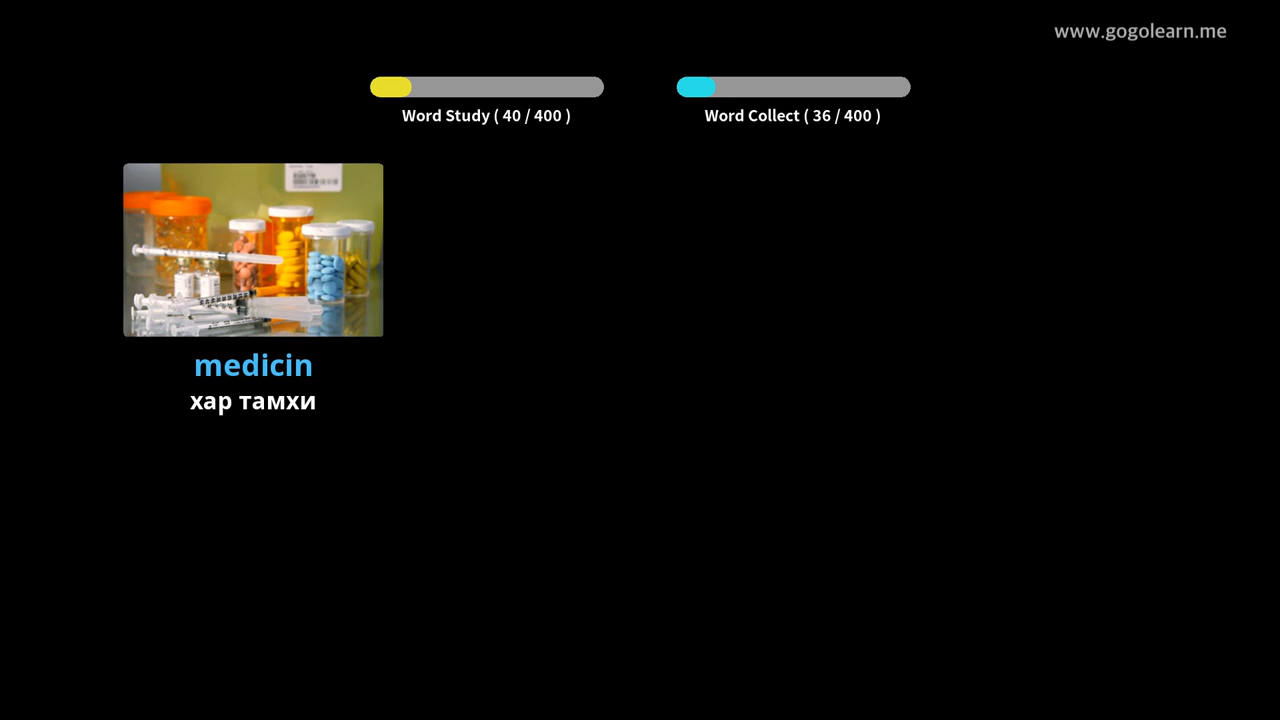 www.gogolearn.me
Word Study ( 40 / 400 )
Word Collect ( 36 / 400 )
medicin
хар тамхи